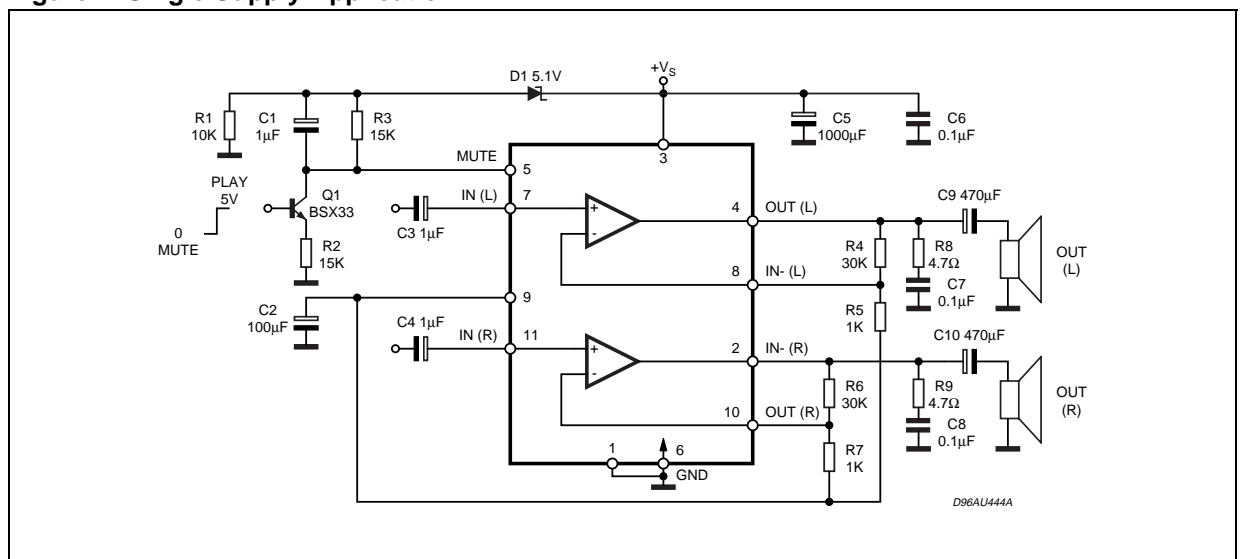 D1 5.1V
+VS
R1
10K
C1
1µF
R3
15K
C5
1000µF
C6
0.1µF
MUTE
5
3
PLAY
5V
0
MUTE
Q1
BSX33
IN (L)
7
C3 1µF
+
-
4
OUT (L)
C9 470µF
R2
15K
R4
30K
R8
4.7Ω
OUT
(L)
8
IN- (L)
C7
0.1µF
C2
100µF
9
R5
1K
C4 1µF
IN (R)
11
+
-
2
IN- (R)
C10 470µF
R6
30K
R9
4.7Ω
OUT
(R)
10
OUT (R)
C8
0.1µF
1
6
GND
R7
1K
D96AU444A